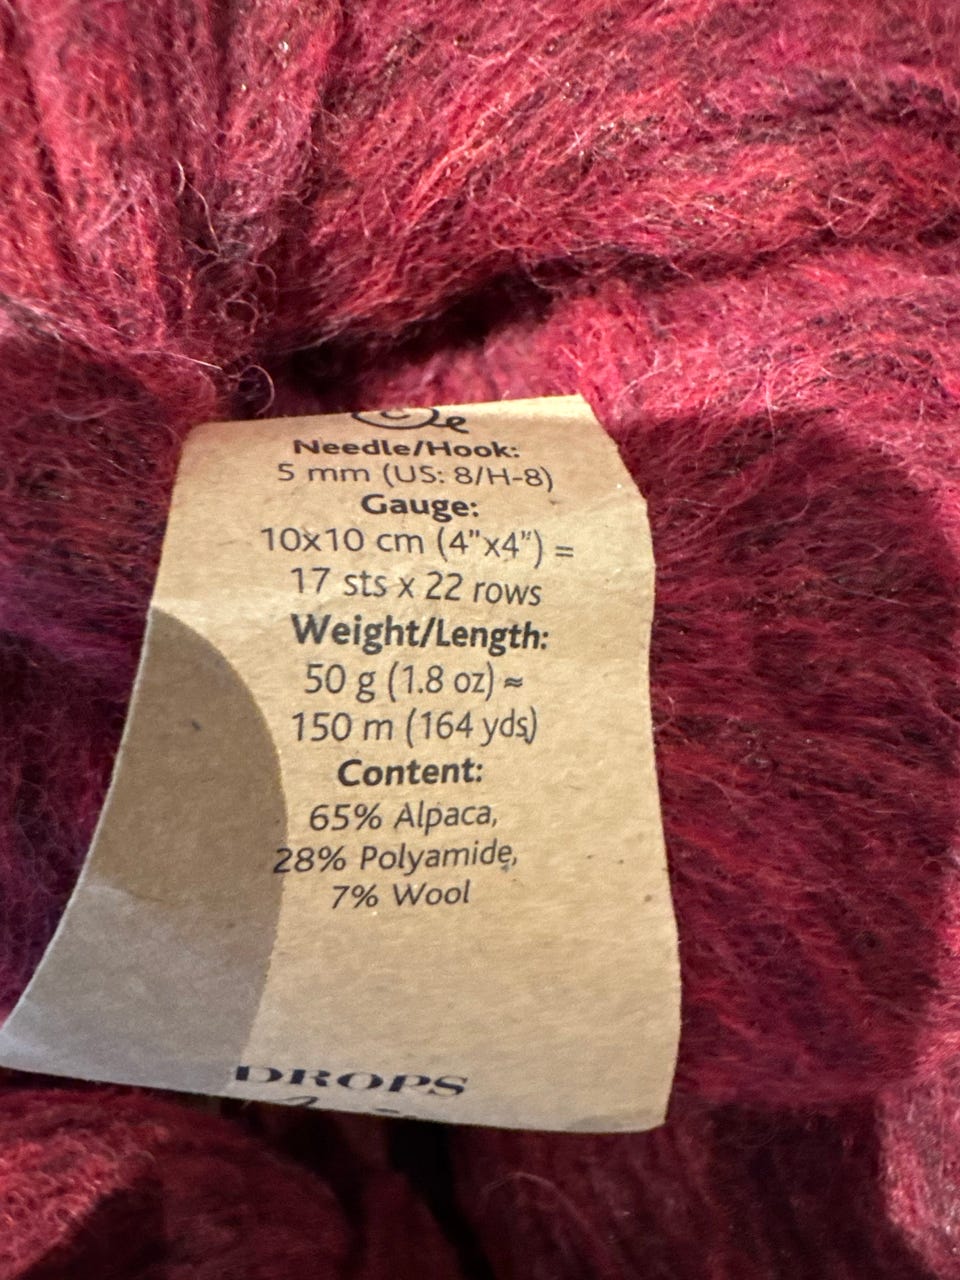 Needle/Hook:
5 mm (US: 8/H-8)
Gauge:
10x10 cm (4"x4") =
17 sts x 22 rows
Weight/Length:
50 g (1.8 oz) ≈
150 m (164 yds)
Content:
65% Alpaca,
28% Polyamide,
7% Wool
DROPS